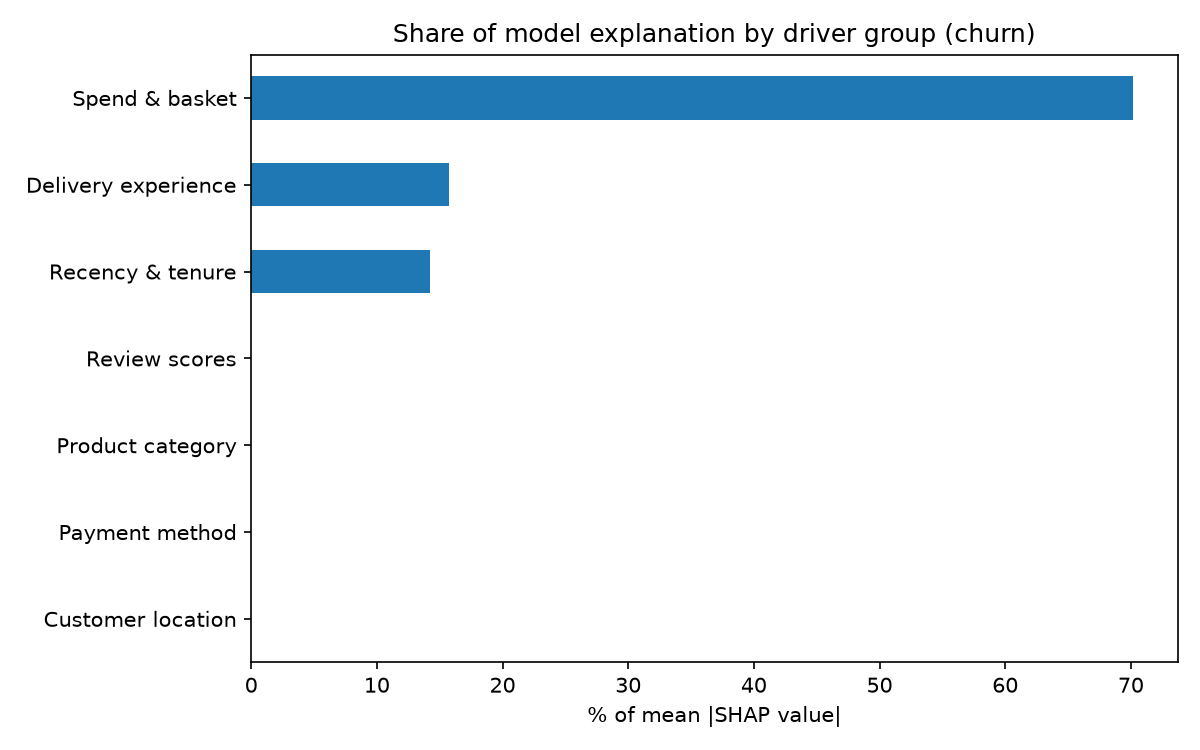 Share of model explanation by driver group (churn)
Spend & basket
Delivery experience
Recency & tenure
Review scores
Product category
Payment method
Customer location
0 10 20 30 40 50 60 70
% of mean |SHAP value|